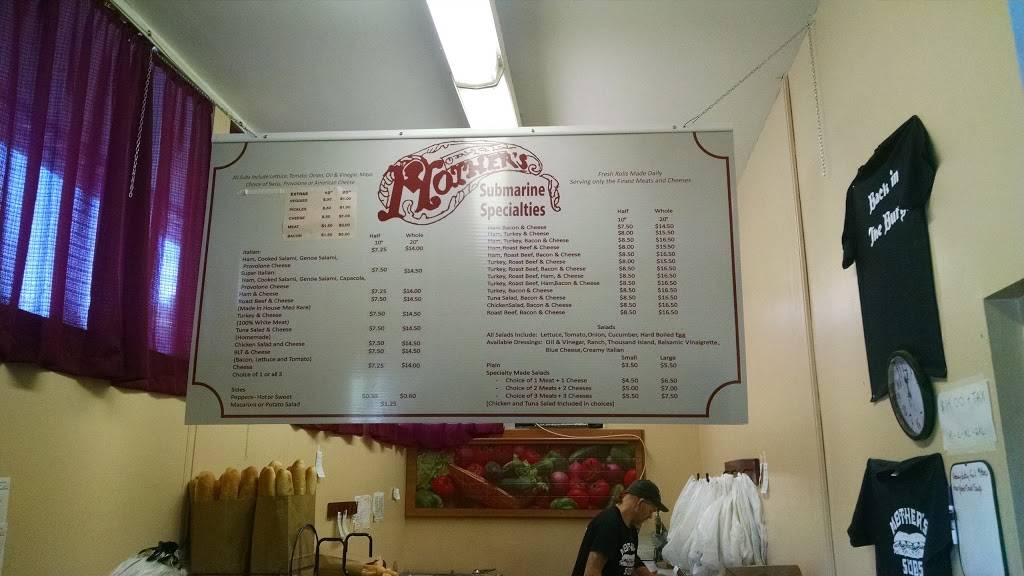 Mother's
Submarine
Specialties
All Subs Include: Lettuce, Tomato, Onion, Oil & Vinegar, Mayo
Choice of Swiss, Provolone or American Cheese
Fresh Rolls Made Daily
Serving only the Finest Meats and Cheeses
EXTRAS 10" 20"
VEGGIES
PICKLES
CHEESE
MEAT
BACON
Half Whole
10" 20"
Italian: $7.25 $14.00
Ham, Cooked Salami, Genoa Salami,
Provolone Cheese
Super Italian: $7.50 $14.50
Ham, Cooked Salami, Genoa Salami, Capacola,
Provolone Cheese
Ham & Cheese $7.25 $14.00
Roast Beef & Cheese $7.50 $14.50
(Made in House Med Rare)
Turkey & Cheese $7.50 $14.50
(100% White Meat)
Tuna Salad & Cheese $7.50 $14.50
(Homemade)
Chicken Salad and Cheese $7.50 $14.50
BLT & Cheese $7.50 $14.50
(Bacon, Lettuce and Tomato)
Cheese $7.25 $14.00
Choice of 1 or all 3
Sides
Peppers- Hot or Sweet $0.30 $0.60
Macaroni or Potato Salad $1.25
Half Whole
10" 20"
Ham, Bacon & Cheese $7.50 $14.50
Ham, Turkey & Cheese $8.00 $15.50
Ham, Turkey, Bacon & Cheese $8.50 $16.50
Ham, Roast Beef & Cheese $8.00 $15.50
Ham, Roast Beef, Bacon & Cheese $8.50 $16.50
Turkey, Roast Beef & Cheese $8.00 $15.50
Turkey, Roast Beef, Bacon & Cheese $8.50 $16.50
Turkey, Roast Beef, Ham, & Cheese $8.50 $16.50
Turkey, Roast Beef, Ham,Bacon & Cheese $8.50 $16.50
Turkey, Bacon & Cheese $8.50 $16.50
Tuna Salad, Bacon & Cheese $8.50 $16.50
ChickenSalad, Bacon & Cheese $8.50 $16.50
Roast Beef, Bacon & Cheese $8.50 $16.50
Salads
All Salads Include: Lettuce,Tomato,Onion, Cucumber, Hard Boiled Egg
Available Dressings: Oil & Vinegar, Ranch, Thousand Island, Balsamic Vinaigrette,
Blue Cheese,Creamy Italian
Small Large
Plain $3.50 $5.50
Specialty Made Salads
- Choice of 1 Meat + 1 Cheese $4.50 $6.50
- Choice of 2 Meats + 2 Cheeses $5.00 $7.00
- Choice of 3 Meats + 3 Cheeses $5.50 $7.50
(Chicken and Tuna Salad Included in choices)
Back in
The
MOTHER'S
SUBS